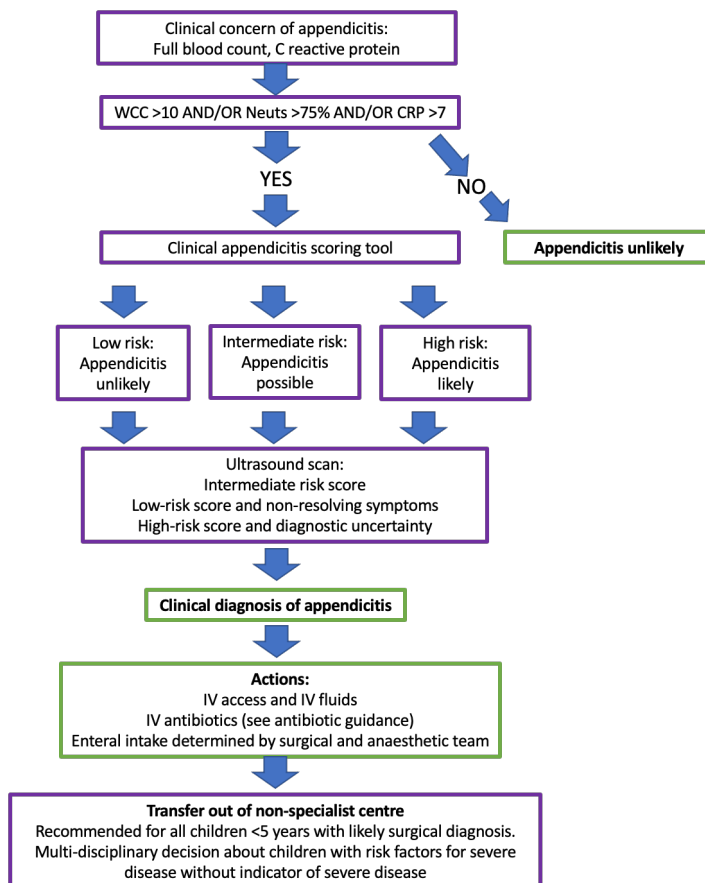 Clinical concern of appendicitis:
Full blood count, C reactive protein
WCC >10 AND/OR Neuts >75% AND/OR CRP >7
YES
NO
Clinical appendicitis scoring tool
Appendicitis unlikely
Low risk:
Appendicitis
unlikely
Intermediate risk:
Appendicitis
possible
High risk:
Appendicitis
likely
Ultrasound scan:
Intermediate risk score
Low-risk score and non-resolving symptoms
High-risk score and diagnostic uncertainty
Clinical diagnosis of appendicitis
Actions:
IV access and IV fluids
IV antibiotics (see antibiotic guidance)
Enteral intake determined by surgical and anaesthetic team
Transfer out of non-specialist centre
Recommended for all children <5 years with likely surgical diagnosis.
Multi-disciplinary decision about children with risk factors for severe
disease without indicator of severe disease